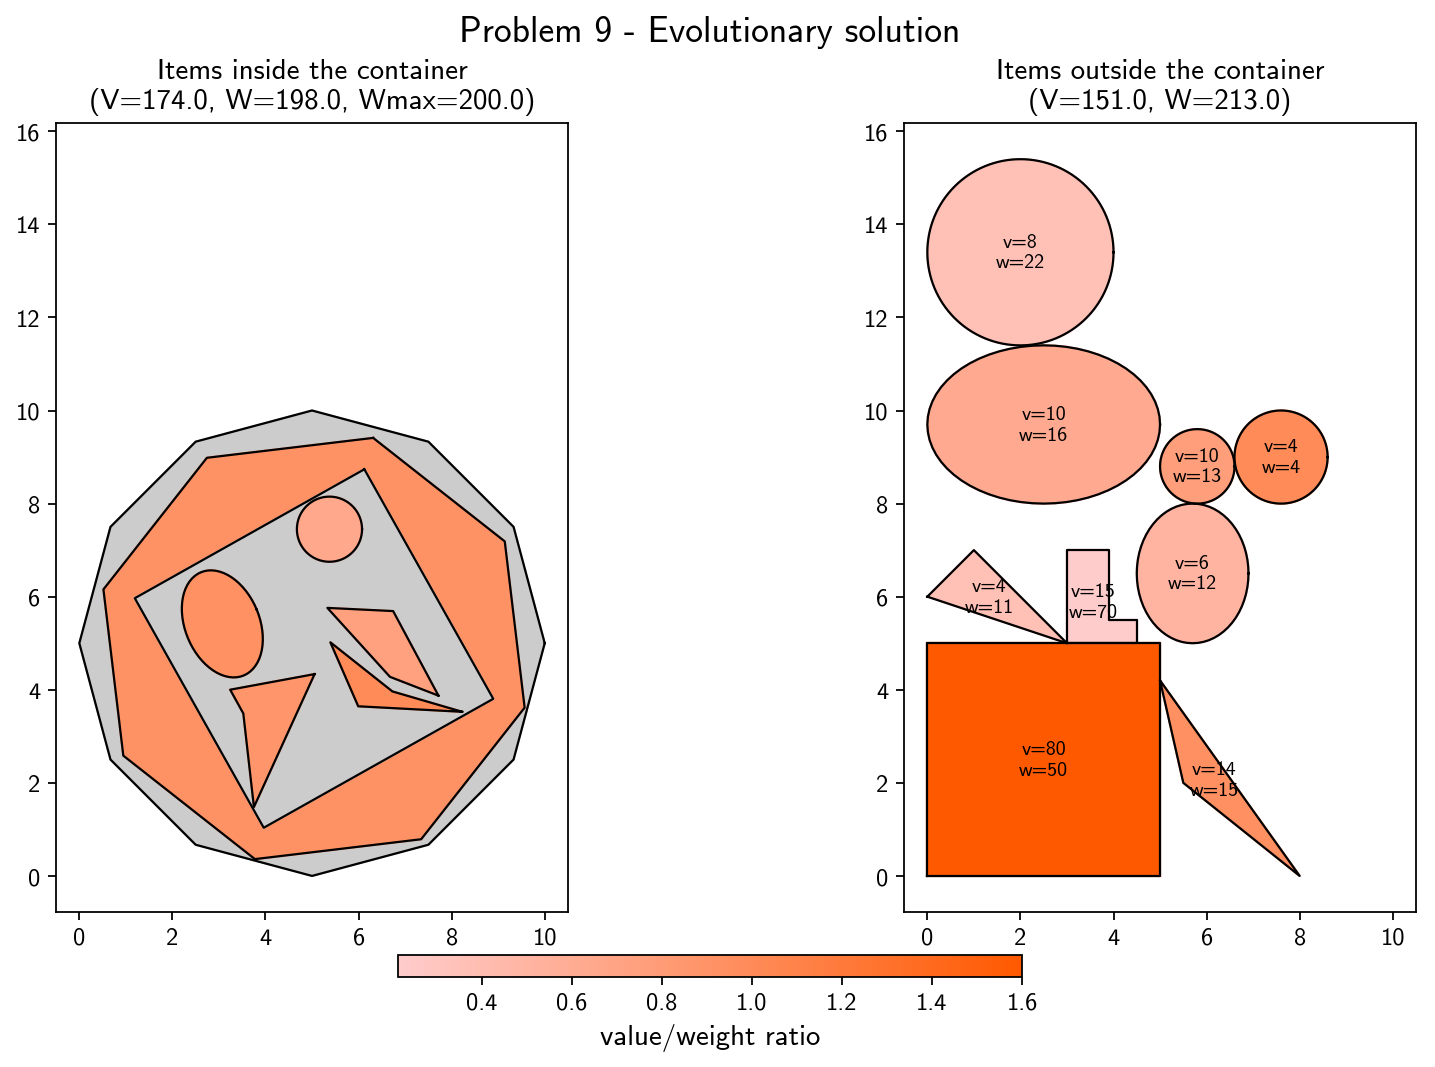 Problem 9 - Evolutionary solution
Items inside the container
(V=174.0, W=198.0, Wmax=200.0)
16
14
12
10
8
6
4
2
0
0 2 4 6 8 10
Items outside the container
(V=151.0, W=213.0)
16
14
12
10
8
6
4
2
0
v=8
w=22
v=10
w=16
v=10
w=13
v=4
w=4
v=6
w=12
v=4
w=11
v=15
w=70
v=80
w=50
v=14
w=15
0 2 4 6 8 10
0.4 0.6 0.8 1.0 1.2 1.4 1.6
value/weight ratio